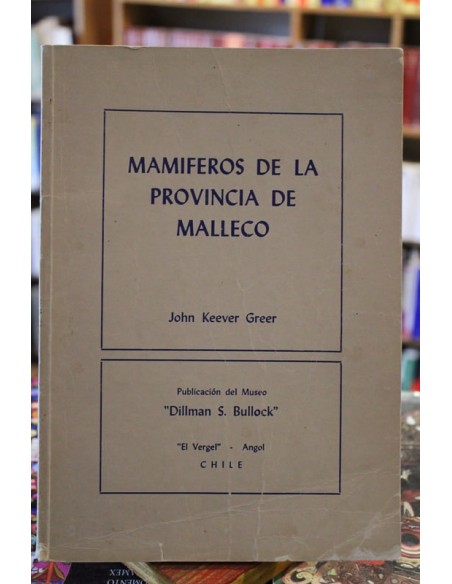 MAMIFEROS DE LA
PROVINCIA DE
MALLECO
John Keever Greer
Publicación del Museo
"Dillman S. Bullock"
"El Vergel" - Angol
CHILE